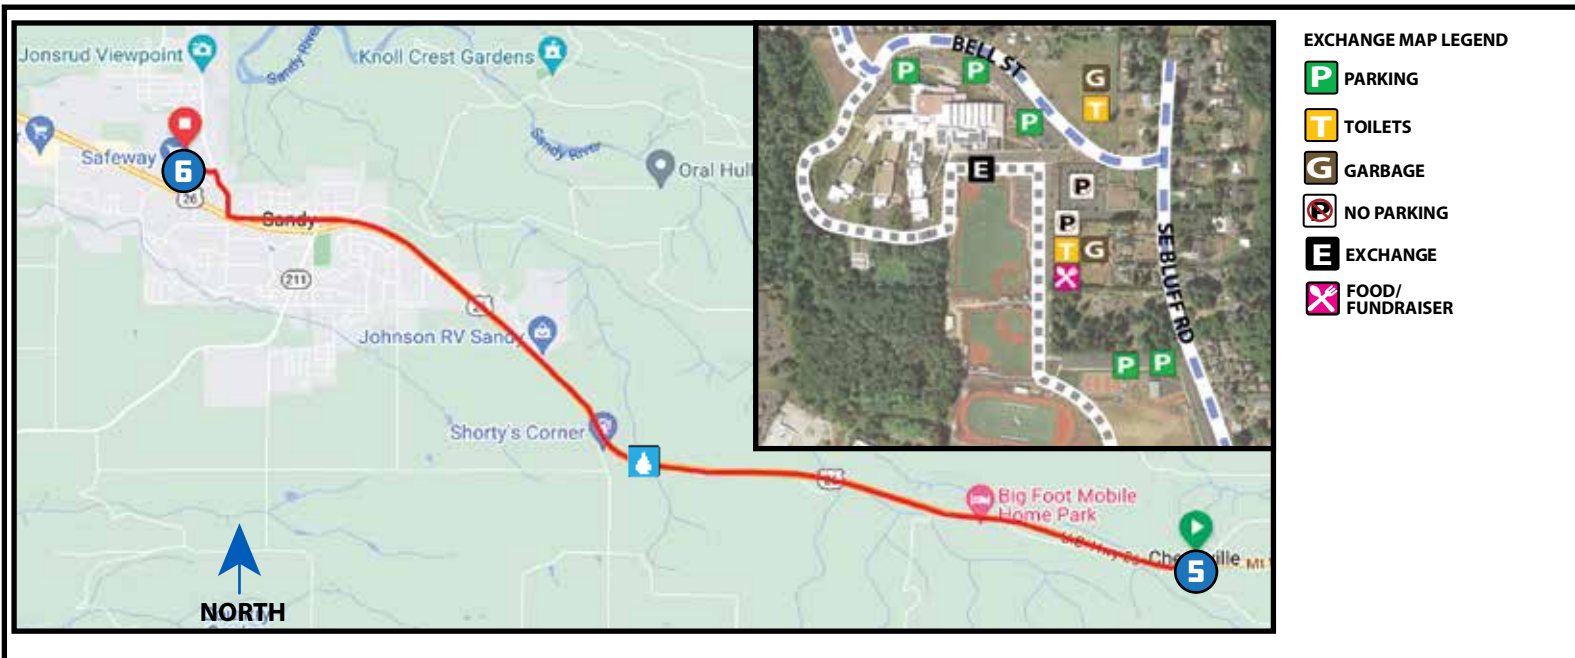 Jonsrud Viewpoint
Sandy River
Knoll Crest Gardens
Safeway
6
26
Sandy
211
Sandy River
Oral Hull
26
Johnson RV Sandy
Shorty's Corner
26
Big Foot Mobile
Home Park
U.S. Hwy 26
5
NORTH
BELL ST
P
P
G
T
P
E
P
P
T
G
SE BLUFF RD
P
P
EXCHANGE MAP LEGEND
P PARKING
T TOILETS
G GARBAGE
P NO PARKING
E EXCHANGE
FOOD/
FUNDRAISER